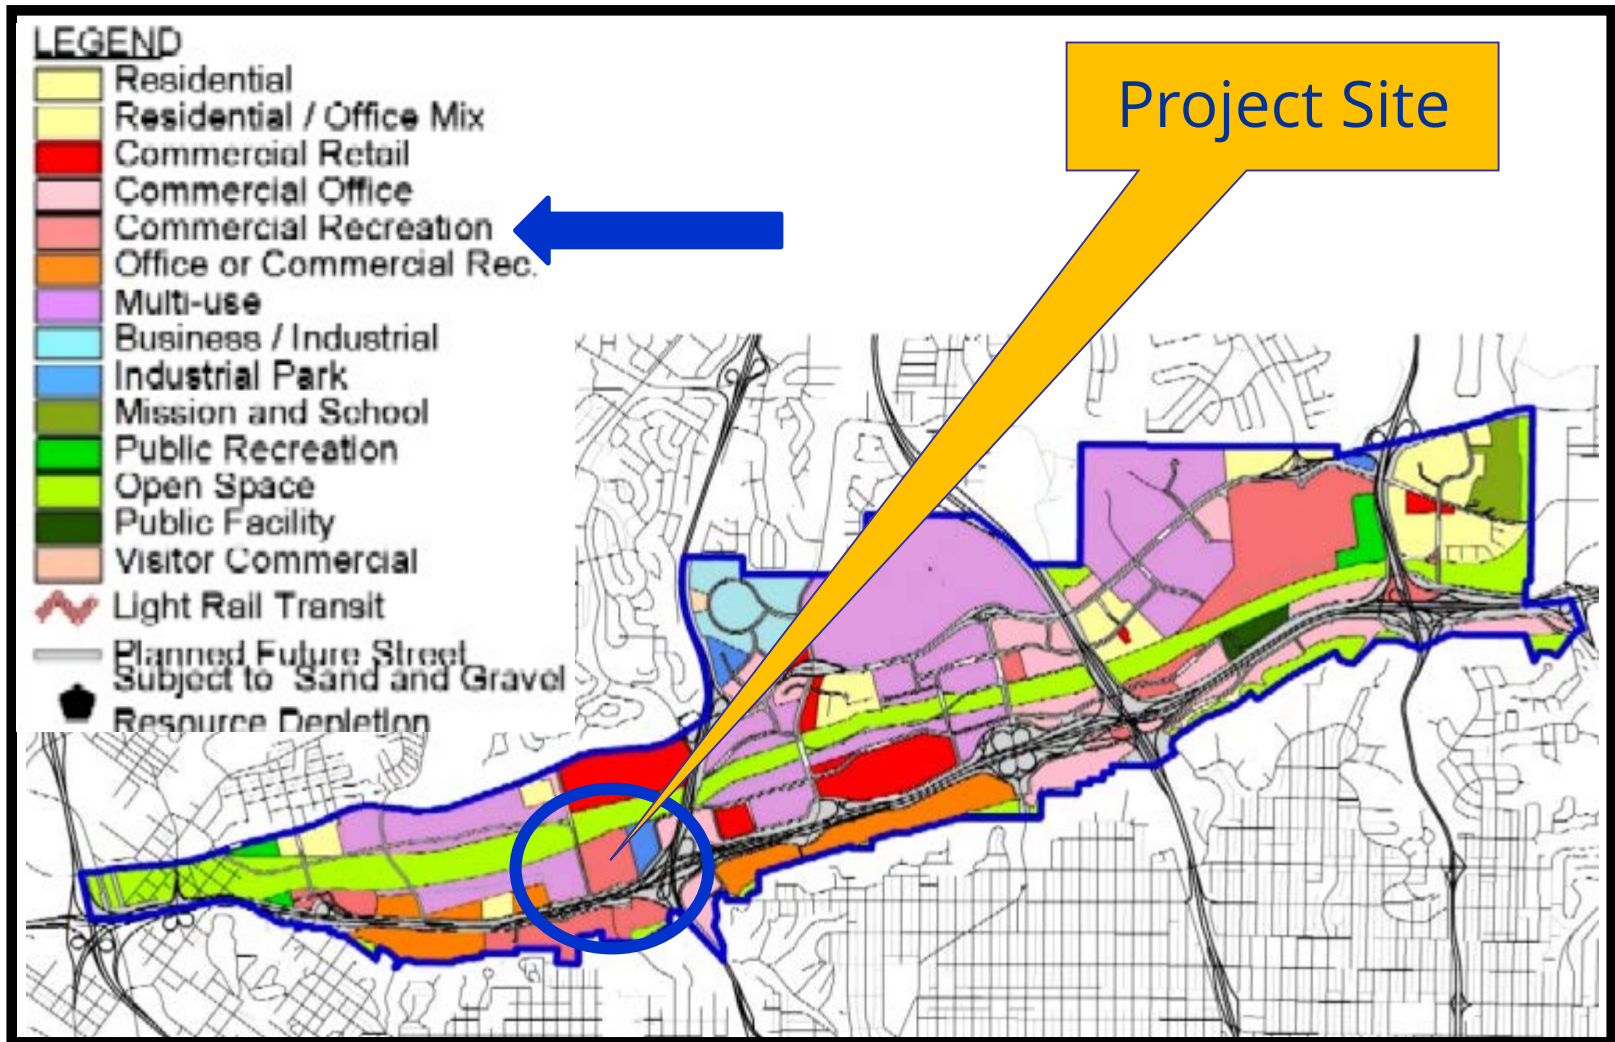 LEGEND
Residential
Residential / Office Mix
Commercial Retail
Commercial Office
Commercial Recreation
Office or Commercial Rec.
Multi-use
Business / Industrial
Industrial Park
Mission and School
Public Recreation
Open Space
Public Facility
Visitor Commercial
Light Rail Transit
Planned Future Street
Subject to Sand and Gravel
Resource Depletion
Project Site